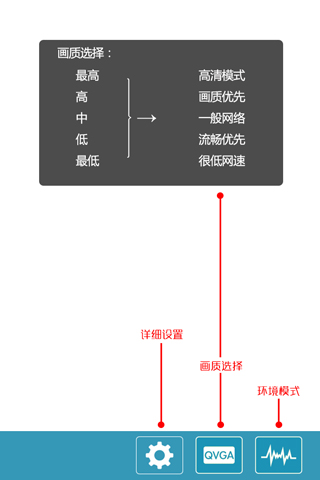 画质选择：
最高 高清模式
高 画质优先
中 一般网络
低 流畅优先
最低 很低网速
详细设置
画质选择
环境模式
QVGA